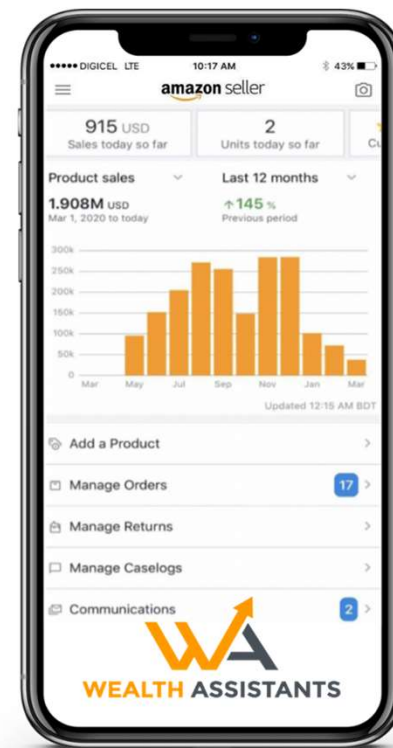 DIGICEL LTE 10:17 AM 43%
amazon seller
915 USD 2
Sales today so far Units today so far Cu
Product sales Last 12 months
1.908M USD ↑145 %
Mar 1, 2020 to today Previous period
300k
250k
200k
150k
100k
50k
0
Mar May Jul Sep Nov Jan Mar
Updated 12:15 AM BDT
Add a Product
Manage Orders 17
Manage Returns
Manage Caselogs
Communications 2
WA
WEALTH ASSISTANTS